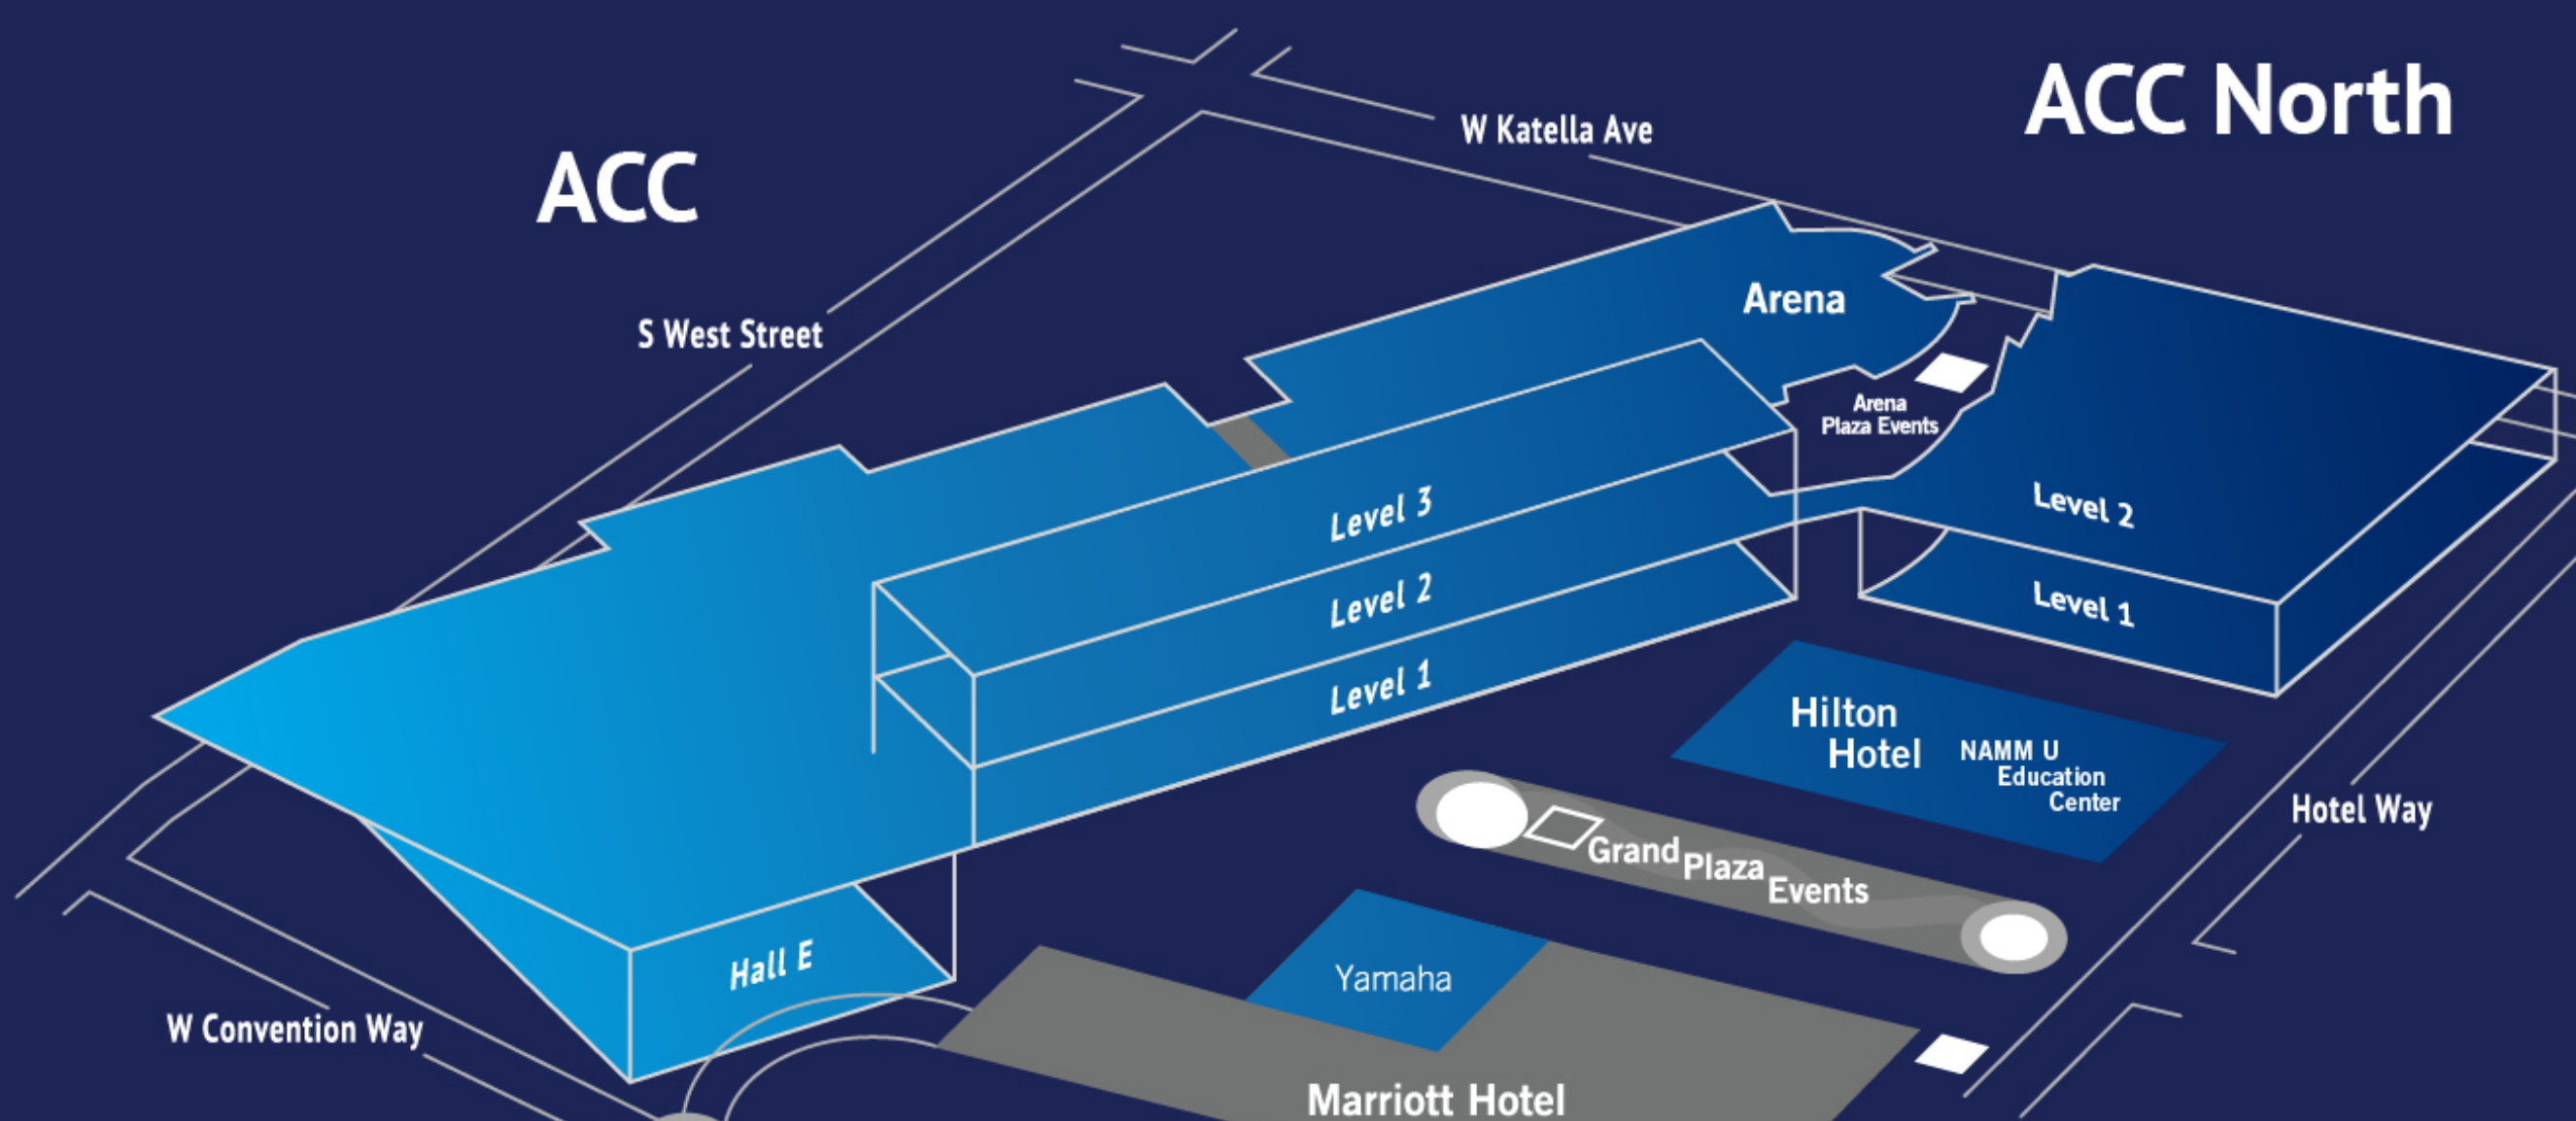 ACC North
W Katella Ave
ACC
Arena
S West Street
Arena
Plaza Events
Level 3
Level 2
Level 2
Level 1
Level 1
Hilton
Hotel
NAMM U
Education
Center
Hotel Way
Grand Plaza Events
Hall E
Yamaha
W Convention Way
Marriott Hotel